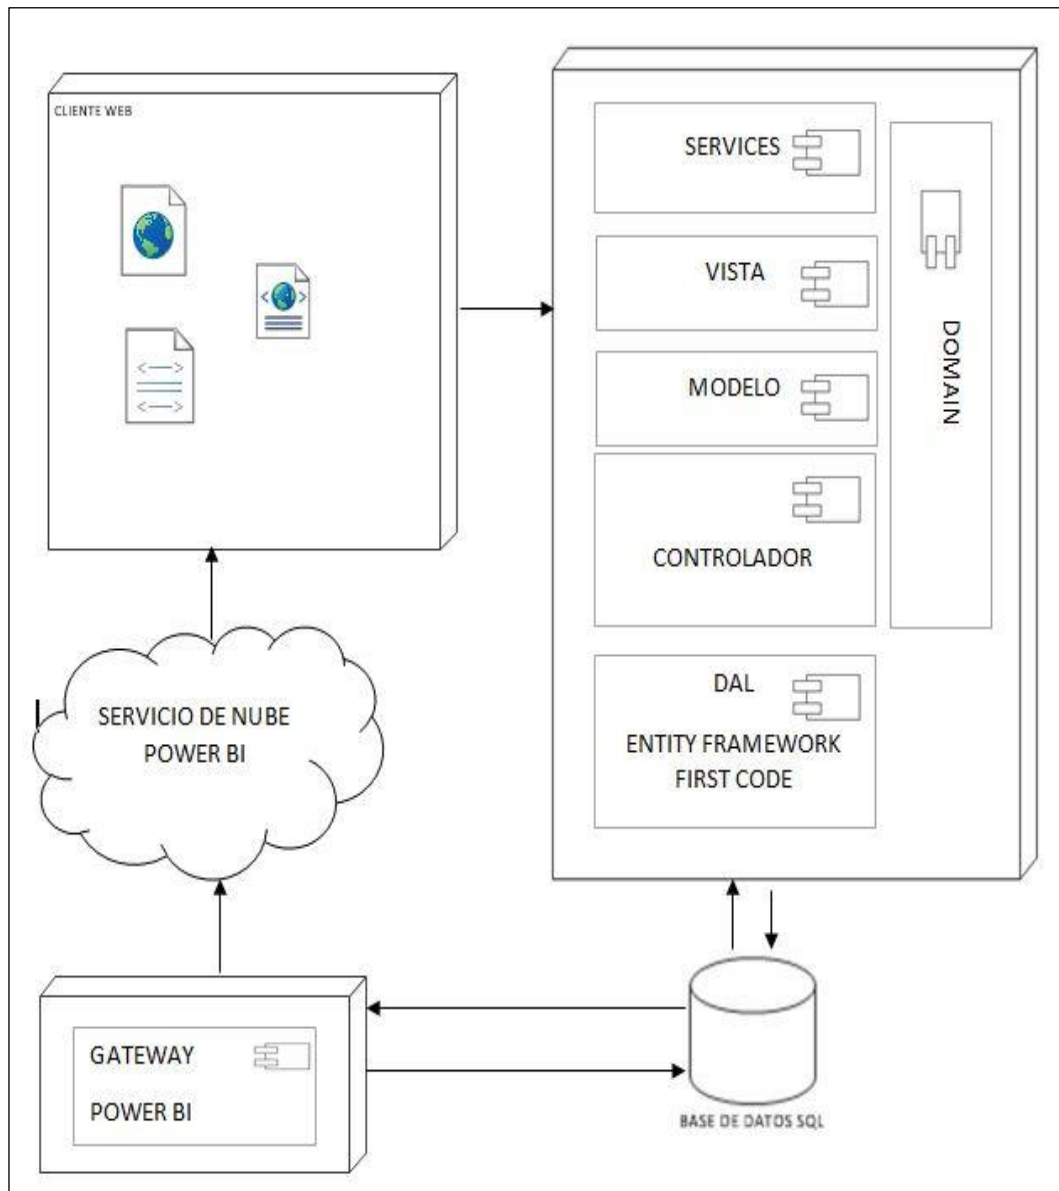 CLIENTE WEB
SERVICES
VISTA
MODELO
CONTROLADOR
DOMAIN
DAL
ENTITY FRAMEWORK
FIRST CODE
SERVICIO DE NUBE
POWER BI
GATEWAY
POWER BI
BASE DE DATOS SQL